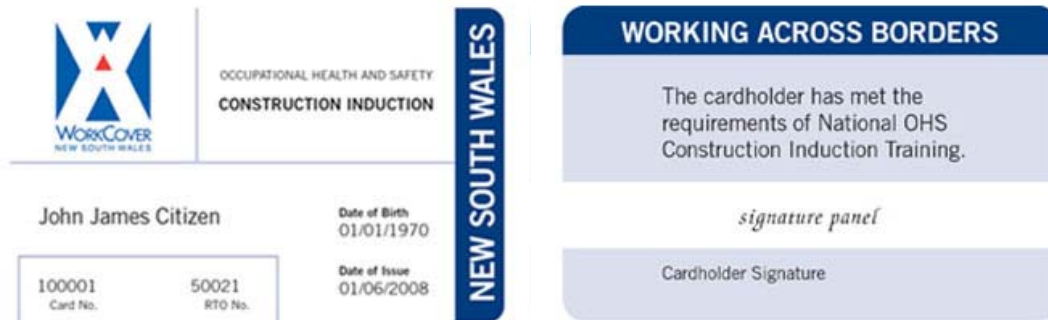 WORKCOVER
NEW SOUTH WALES
OCCUPATIONAL HEALTH AND SAFETY
CONSTRUCTION INDUCTION
NEW SOUTH WALES
John James Citizen
Date of Birth
01/01/1970
Date of Issue
01/06/2008
100001
Card No.
50021
RTO No.
WORKING ACROSS BORDERS
The cardholder has met the
requirements of National OHS
Construction Induction Training.
signature panel
Cardholder Signature